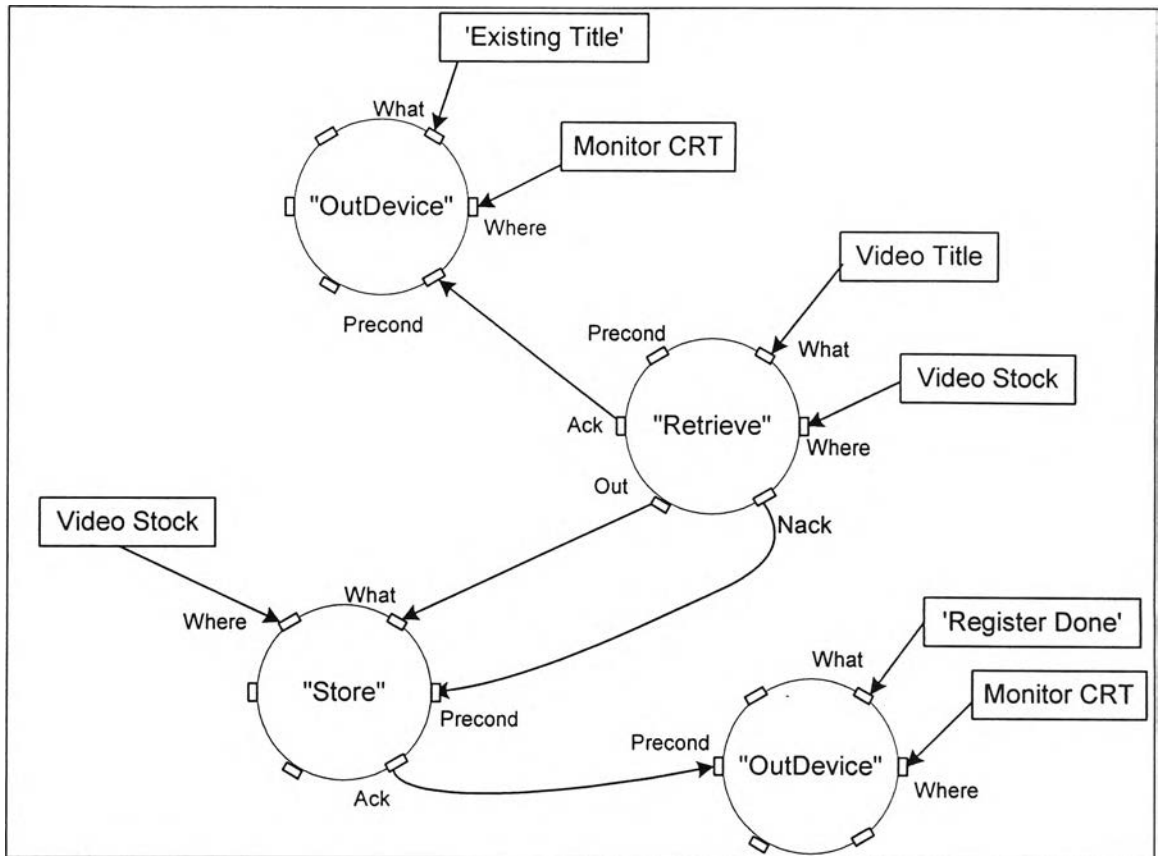 'Existing Title'
What
Monitor CRT
"OutDevice"
Where
Video Title
Precond
Precond
What
Video Stock
Ack
"Retrieve"
Where
Out
Nack
Video Stock
What
Where
'Register Done'
What
"Store"
Monitor CRT
Precond
Precond
"OutDevice"
Where
Ack